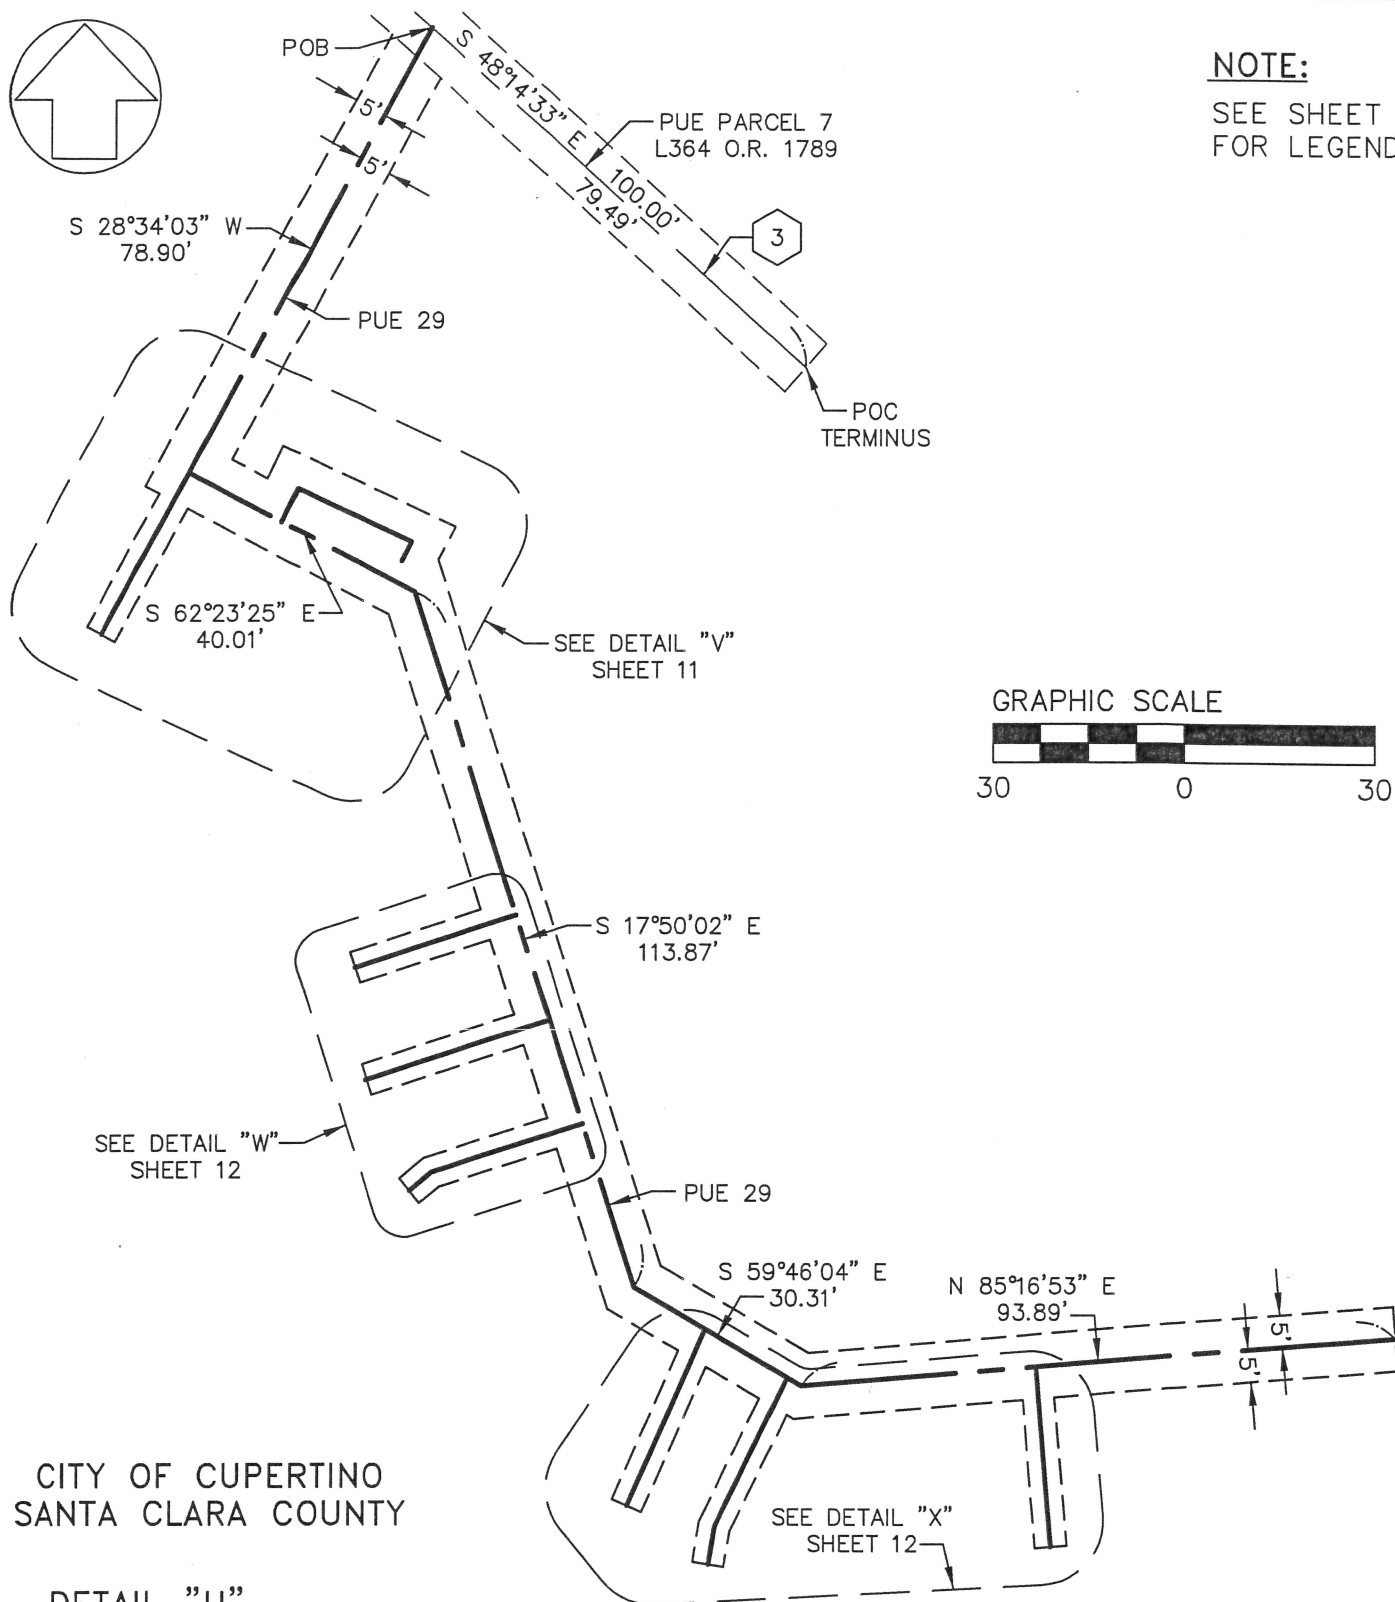 POB
NOTE:
SEE SHEET
FOR LEGEND
S 48°14'33" E
100.00'
79.49'
5'
5'
PUE PARCEL 7
L364 O.R. 1789
3
S 28°34'03" W
78.90'
PUE 29
POC
TERMINUS
S 62°23'25" E
40.01'
SEE DETAIL "V"
SHEET 11
GRAPHIC SCALE
30 0 30
S 17°50'02" E
113.87'
SEE DETAIL "W"
SHEET 12
PUE 29
S 59°46'04" E
30.31'
N 85°16'53" E
93.89'
5'
5'
CITY OF CUPERTINO
SANTA CLARA COUNTY
SEE DETAIL "X"
SHEET 12